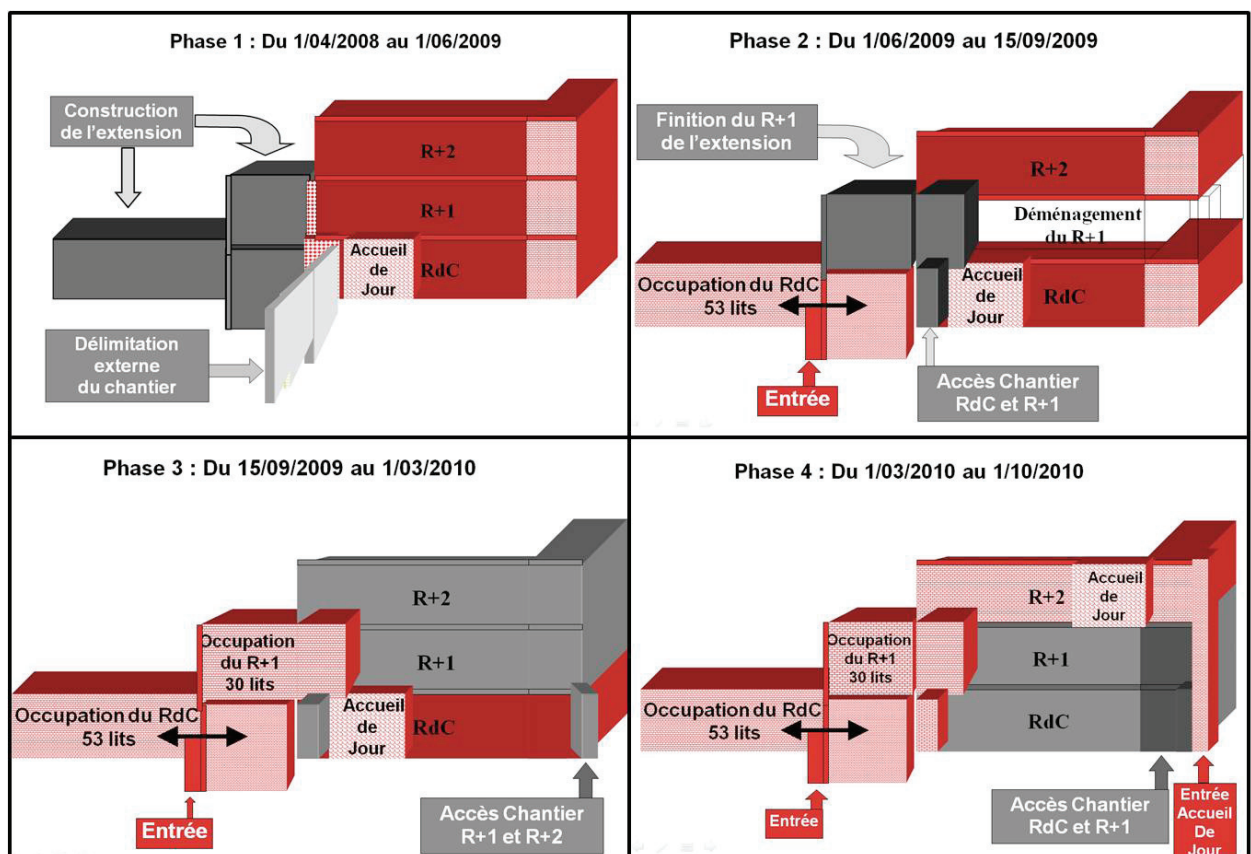 Phase 1 : Du 1/04/2008 au 1/06/2009
Construction
de l'extension
R+2
R+1
Accueil
de
Jour
RdC
Délimitation
externe
du chantier
Phase 2 : Du 1/06/2009 au 15/09/2009
Finition du R+1
de l'extension
R+2
Déménagement
du R+1
Occupation du RdC
53 lits
Accueil
de
Jour
RdC
Entrée
Accès Chantier
RdC et R+1
Phase 3 : Du 15/09/2009 au 1/03/2010
R+2
Occupation
du R+1
30 lits
R+1
Occupation du RdC
53 lits
Accueil
de
Jour
RdC
Entrée
Accès Chantier
R+1 et R+2
Phase 4 : Du 1/03/2010 au 1/10/2010
R+2
Accueil
de
Jour
Occupation
du R+1
30 lits
R+1
Occupation du RdC
53 lits
RdC
Entrée
Accès Chantier
RdC et R+1
Entrée
Accueil
De
Jour